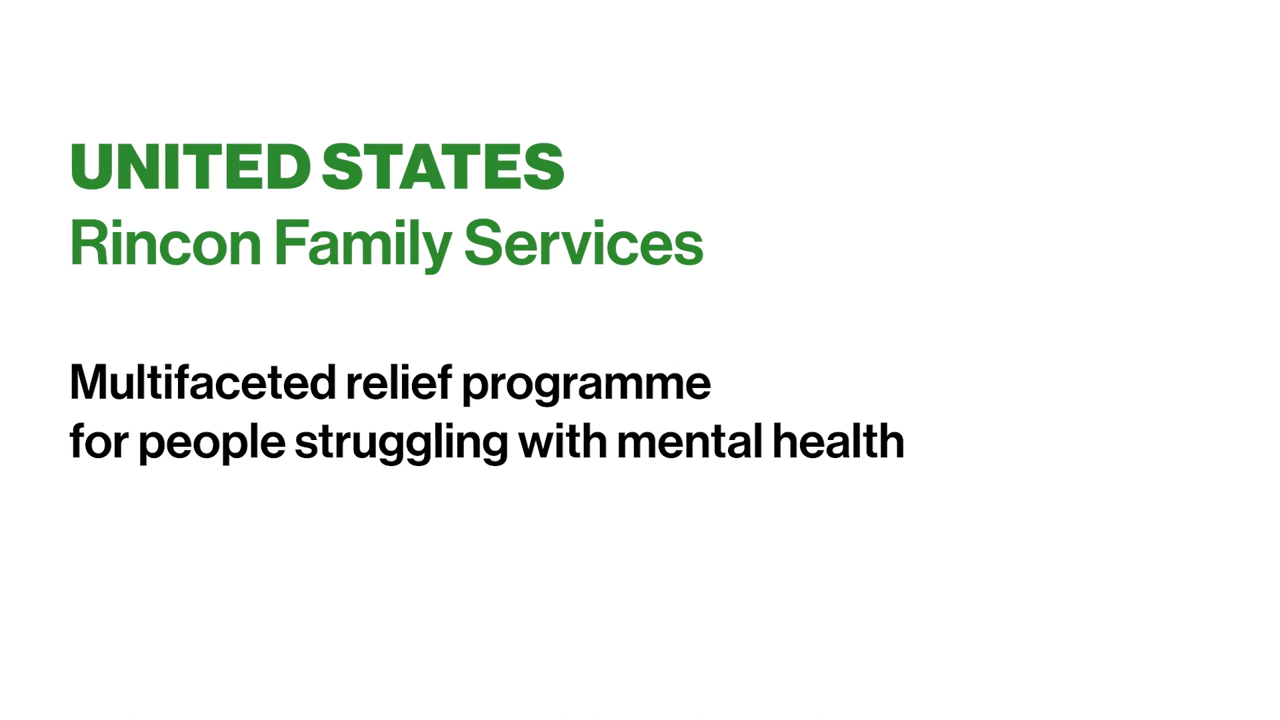 UNITED STATES
Rincon Family Services
Multifaceted relief programme
for people struggling with mental health